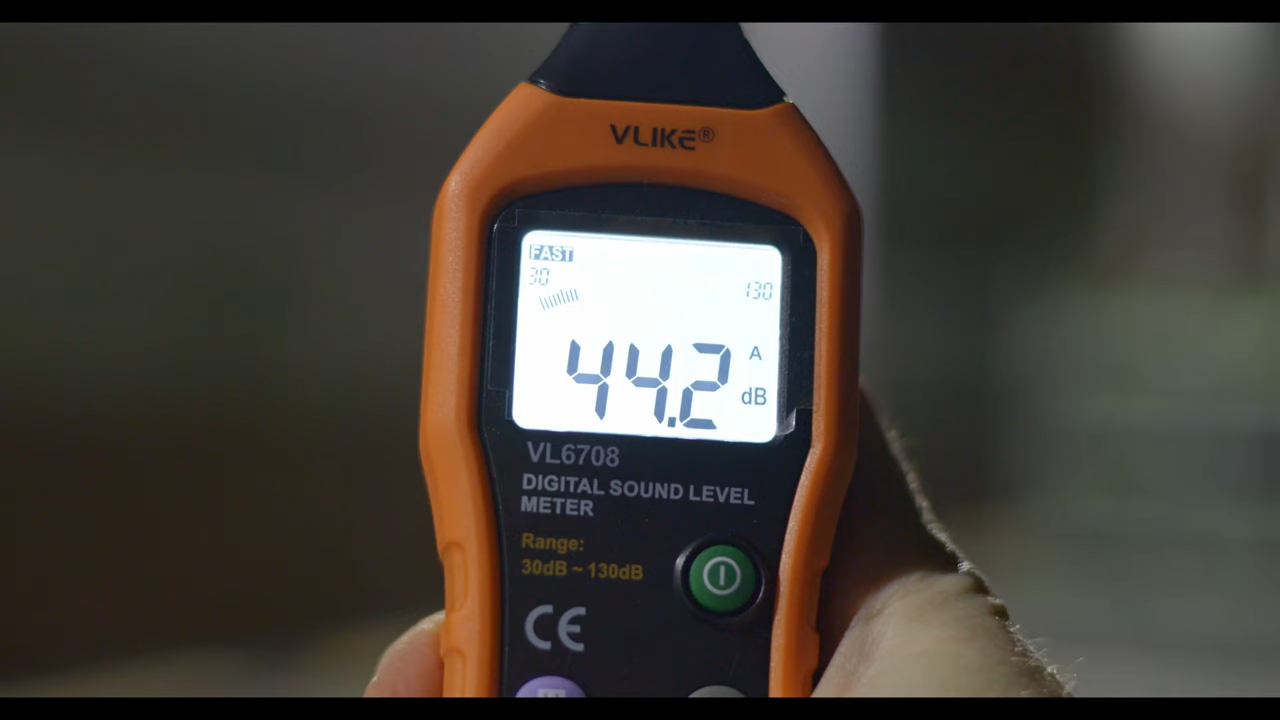 VLIKE®
FAST
30
130
44.2
A
dB
VL6708
DIGITAL SOUND LEVEL
METER
Range:
30dB ~ 130dB
CE